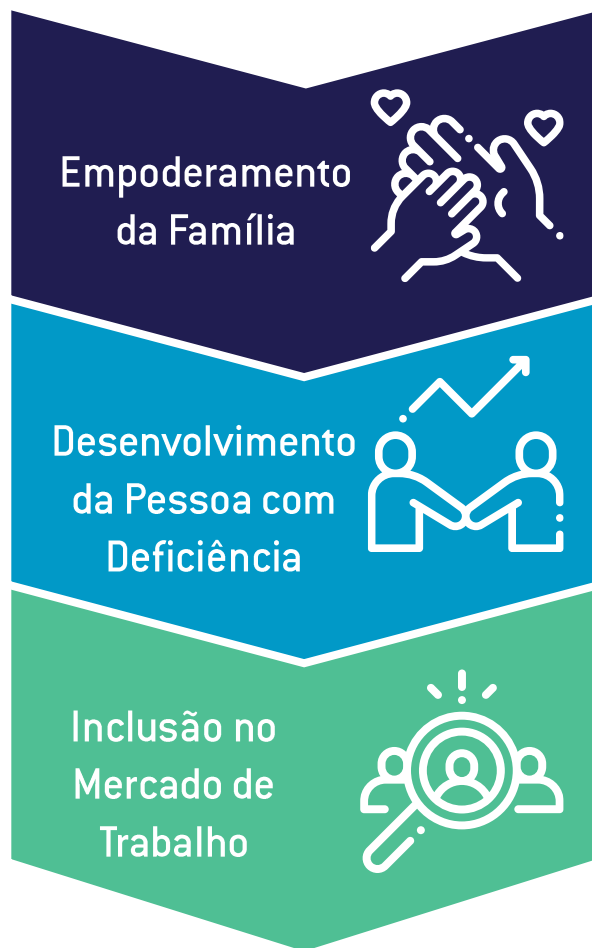 Empoderamento
da Família
Desenvolvimento
da Pessoa com
Deficiência
Inclusão no
Mercado de
Trabalho